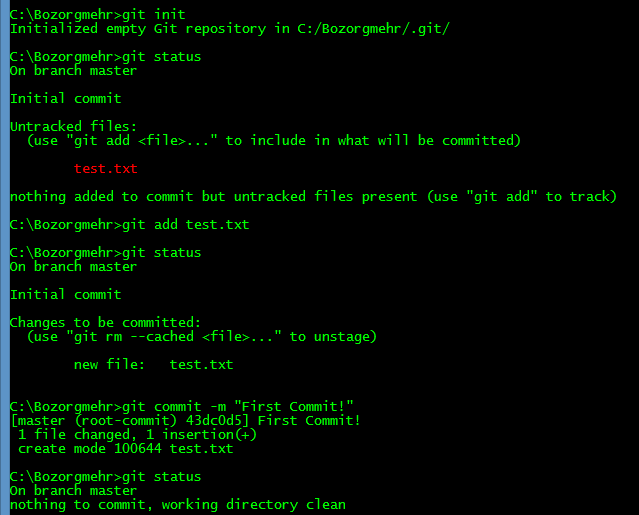 C:\Bozorgmehr>git init
Initialized empty Git repository in C:/Bozorgmehr/.git/
C:\Bozorgmehr>git status
On branch master
Initial commit
Untracked files:
  (use "git add <file>..." to include in what will be committed)
        test.txt
nothing added to commit but untracked files present (use "git add" to track)
C:\Bozorgmehr>git add test.txt
C:\Bozorgmehr>git status
On branch master
Initial commit
Changes to be committed:
  (use "git rm --cached <file>..." to unstage)
        new file:   test.txt
C:\Bozorgmehr>git commit -m "First Commit!"
[master (root-commit) 43dc0d5] First Commit!
 1 file changed, 1 insertion(+)
 create mode 100644 test.txt
C:\Bozorgmehr>git status
On branch master
nothing to commit, working directory clean